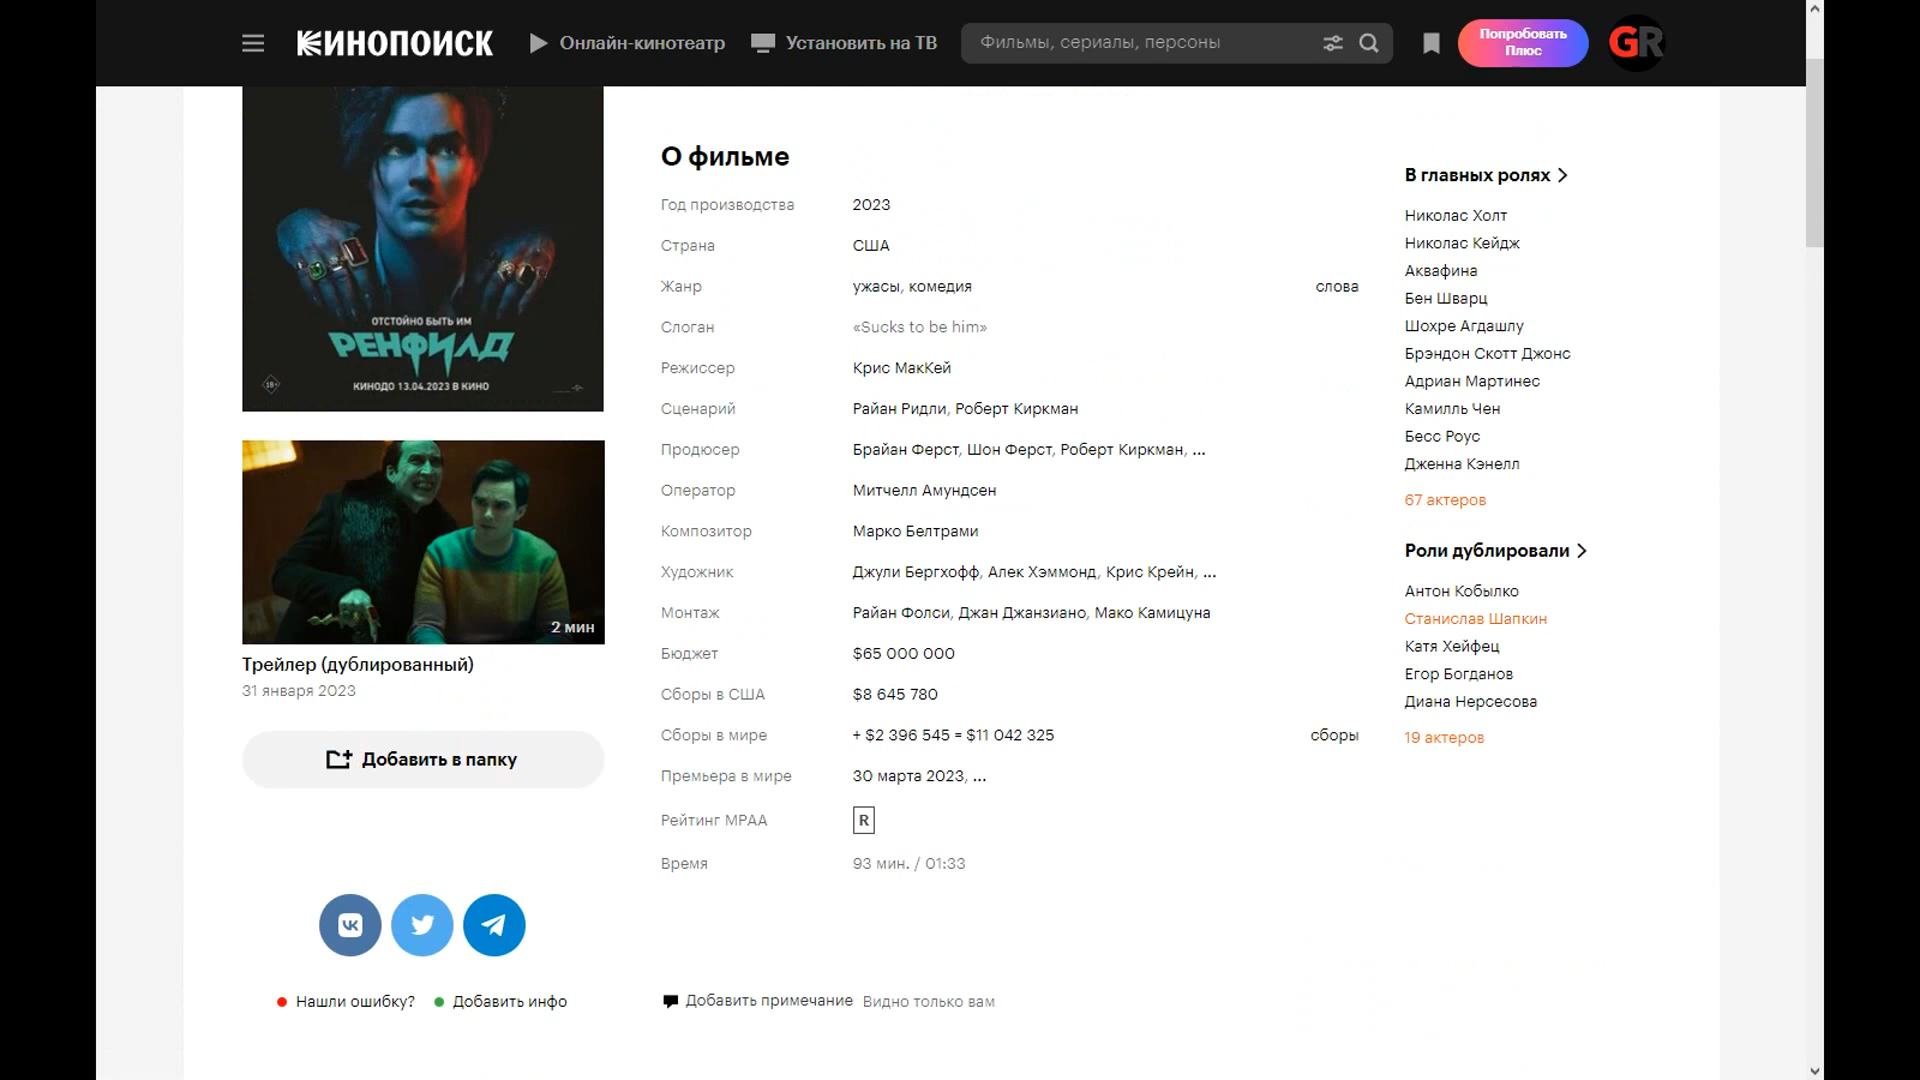 КИНОПОИСК
Онлайн-кинотеатр
Установить на ТВ
Фильмы, сериалы, персоны
Попробовать
Плюс
GR
ОТСТОЙНО БЫТЬ ИМ
РЕНФИЛД
18+
КИНОДО 13.04.2023 В КИНО
2 мин
Трейлер (дублированный)
31 января 2023
Добавить в папку
Нашли ошибку?
Добавить инфо
О фильме
Год производства 2023
Страна США
Жанр ужасы, комедия слова
Слоган «Sucks to be him»
Режиссер Крис МакКей
Сценарий Райан Ридли, Роберт Киркман
Продюсер Брайан Ферст, Шон Ферст, Роберт Киркман, ...
Оператор Митчелл Амундсен
Композитор Марко Белтрами
Художник Джули Бергхофф, Алек Хэммонд, Крис Крейн, ...
Монтаж Райан Фолси, Джан Джанзиано, Мако Камицуна
Бюджет $65 000 000
Сборы в США $8 645 780
Сборы в мире + $2 396 545 = $11 042 325 сборы
Премьера в мире 30 марта 2023, ...
Рейтинг MPAA R
Время 93 мин. / 01:33
Добавить примечание Видно только вам
В главных ролях
Николас Холт
Николас Кейдж
Аквафина
Бен Шварц
Шохре Агдашлу
Брэндон Скотт Джонс
Адриан Мартинес
Камилль Чен
Бесс Роус
Дженна Кэнелл
67 актеров
Роли дублировали
Антон Кобылко
Станислав Шапкин
Катя Хейфец
Егор Богданов
Диана Нерсесова
19 актеров